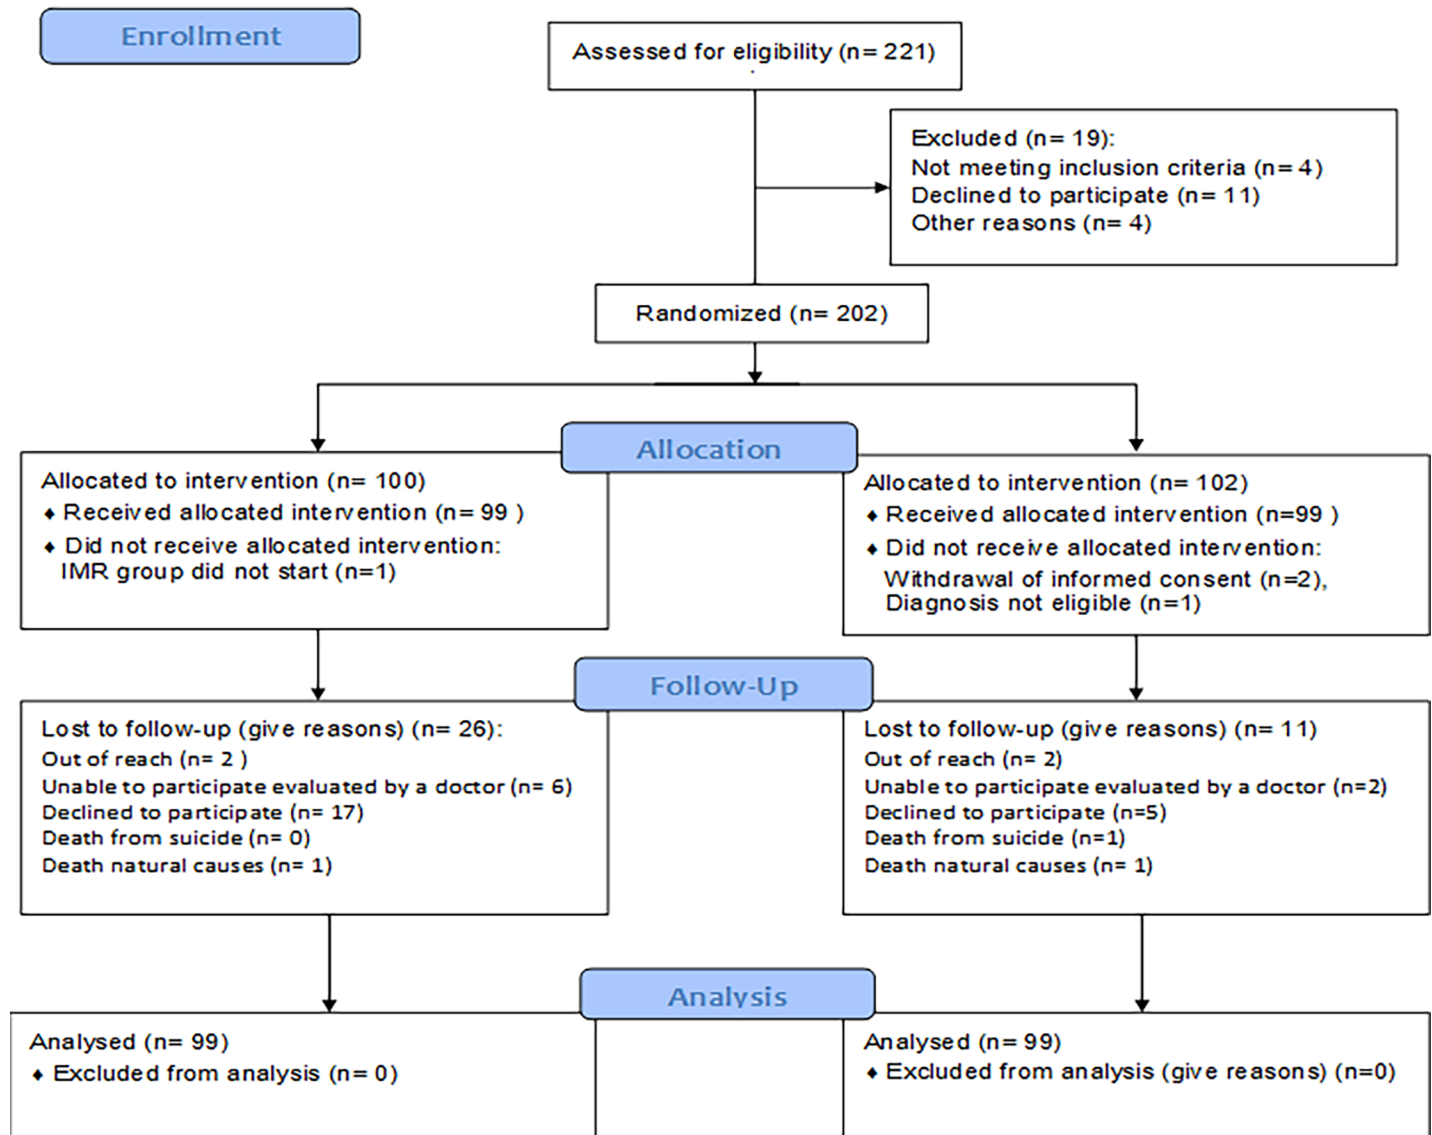 Enrollment
Assessed for eligibility (n= 221)
Excluded (n= 19):
Not meeting inclusion criteria (n= 4)
Declined to participate (n= 11)
Other reasons (n= 4)
Randomized (n= 202)
Allocation
Allocated to intervention (n= 100)
♦ Received allocated intervention (n= 99 )
♦ Did not receive allocated intervention:
IMR group did not start (n=1)
Allocated to intervention (n= 102)
♦ Received allocated intervention (n=99 )
♦ Did not receive allocated intervention:
Withdrawal of informed consent (n=2),
Diagnosis not eligible (n=1)
Follow-Up
Lost to follow-up (give reasons) (n= 26):
Out of reach (n= 2 )
Unable to participate evaluated by a doctor (n= 6)
Declined to participate (n= 17)
Death from suicide (n= 0)
Death natural causes (n= 1)
Lost to follow-up (give reasons) (n= 11)
Out of reach (n= 2)
Unable to participate evaluated by a doctor (n=2)
Declined to participate (n=5)
Death from suicide (n=1)
Death natural causes (n= 1)
Analysis
Analysed (n= 99)
♦ Excluded from analysis (n= 0)
Analysed (n= 99)
♦ Excluded from analysis (give reasons) (n=0)